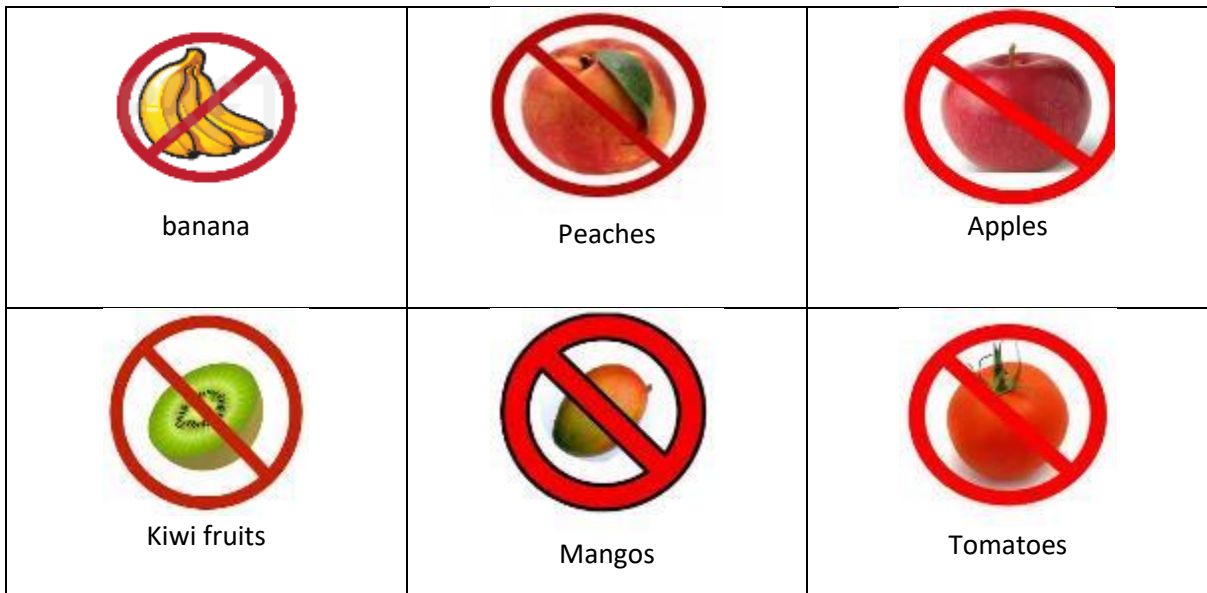 banana
Peaches
Apples
Kiwi fruits
Mangos
Tomatoes